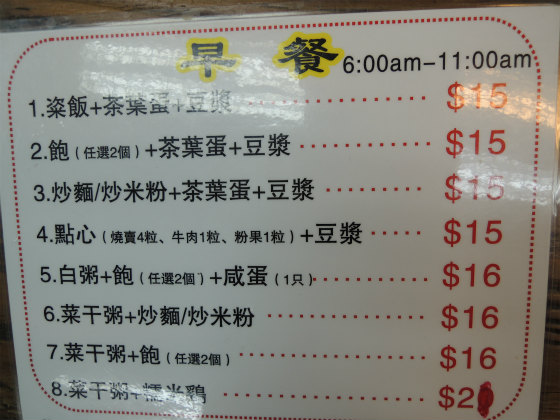 早餐 6:00am-11:00am
1.粢飯+茶葉蛋+豆漿 $15
2.飽(任選2個)+茶葉蛋+豆漿 $15
3.炒麵/炒米粉+茶葉蛋+豆漿 $15
4.點心(燒賣4粒、牛肉1粒、粉果1粒)+豆漿 $15
5.白粥+飽(任選2個)+咸蛋(1只) $16
6.菜干粥+炒麵/炒米粉 $16
7.菜干粥+飽(任選2個) $16
8.菜干粥+糯米鷄 $2